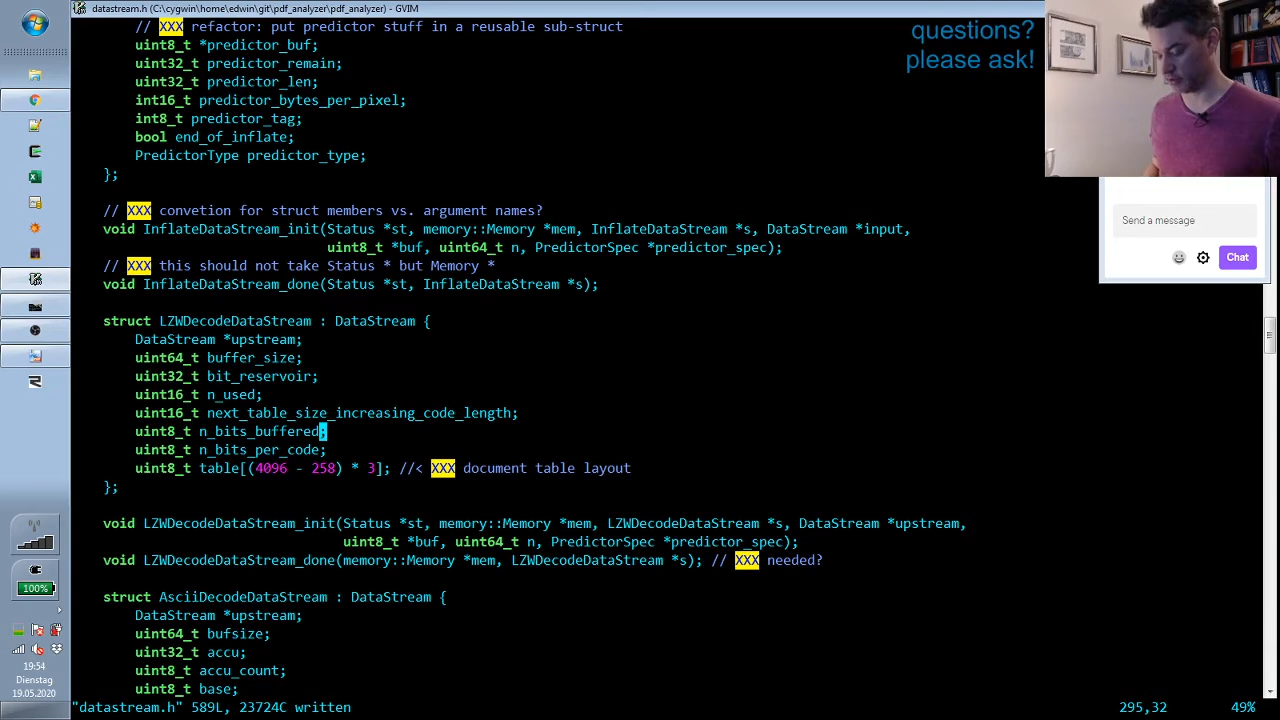 datastream.h (C:\cygwin\home\edwin\git\pdf_analyzer\pdf_analyzer) - GVIM
// XXX refactor: put predictor stuff in a reusable sub-struct
uint8_t *predictor_buf;
uint32_t predictor_remain;
uint32_t predictor_len;
int16_t predictor_bytes_per_pixel;
int8_t predictor_tag;
bool end_of_inflate;
PredictorType predictor_type;
};
// XXX convetion for struct members vs. argument names?
void InflateDataStream_init(Status *st, memory::Memory *mem, InflateDataStream *s, DataStream *input,
uint8_t *buf, uint64_t n, PredictorSpec *predictor_spec);
// XXX this should not take Status * but Memory *
void InflateDataStream_done(Status *st, InflateDataStream *s);
struct LZWDecodeDataStream : DataStream {
DataStream *upstream;
uint64_t buffer_size;
uint32_t bit_reservoir;
uint16_t n_used;
uint16_t next_table_size_increasing_code_length;
uint8_t n_bits_buffered;
uint8_t n_bits_per_code;
uint8_t table[(4096 - 258) * 3]; //< XXX document table layout
};
void LZWDecodeDataStream_init(Status *st, memory::Memory *mem, LZWDecodeDataStream *s, DataStream *upstream,
uint8_t *buf, uint64_t n, PredictorSpec *predictor_spec);
void LZWDecodeDataStream_done(memory::Memory *mem, LZWDecodeDataStream *s); // XXX needed?
struct AsciiDecodeDataStream : DataStream {
DataStream *upstream;
uint64_t bufsize;
uint32_t accu;
uint8_t accu_count;
uint8_t base;
"datastream.h" 589L, 23724C written
295,32
49%
questions?
please ask!
Send a message
Chat
100%
19:54
Dienstag
19.05.2020